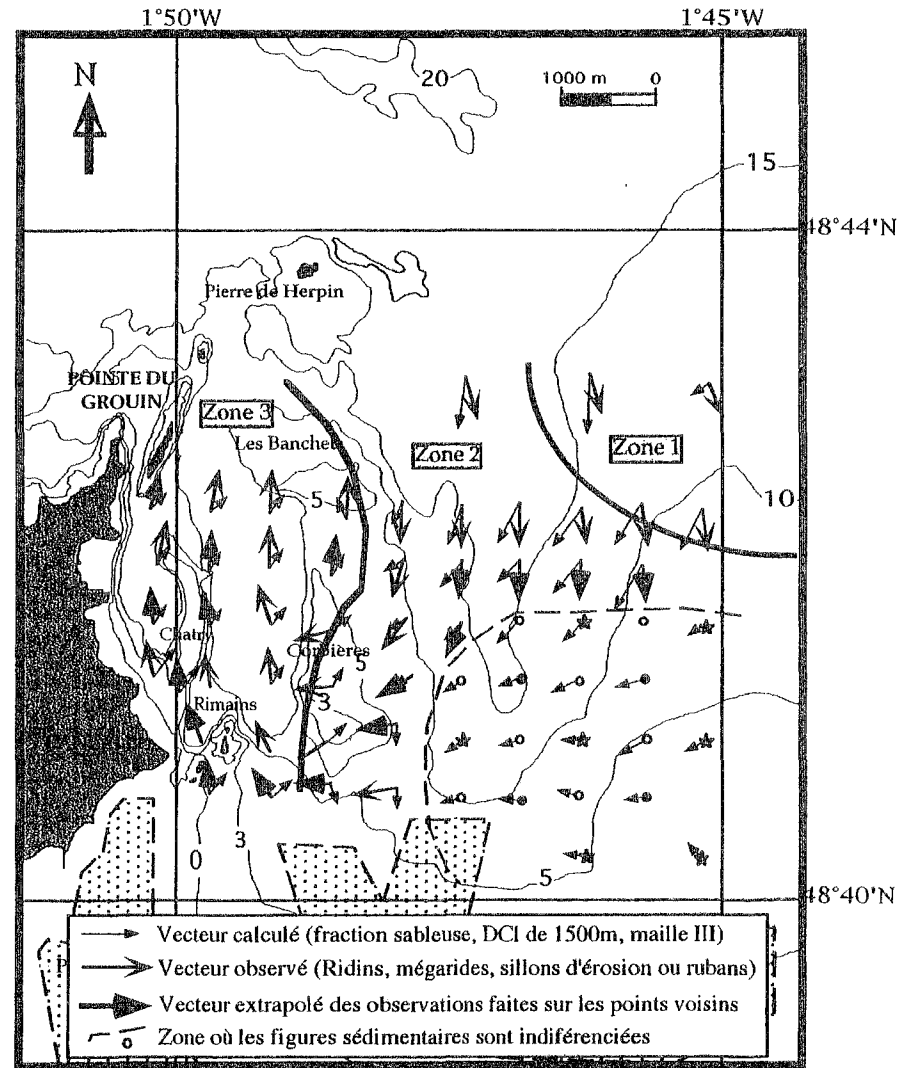 1°50'W 1°45'W
N
20
1000 m 0
15
48°44'N
Pierre de Herpin
POINTE DU
GROUIN
Zone 3
Les Banchets
Zone 2
Zone 1
5
10
Corbières
5
3
Rimains
0
3
5
48°40'N
Vecteur calculé (fraction sableuse, DCI de 1500m, maille III)
Vecteur observé (Ridins, mégarides, sillons d'érosion ou rubans)
Vecteur extrapolé des observations faites sur les points voisins
Zone où les figures sédimentaires sont indiférenciées